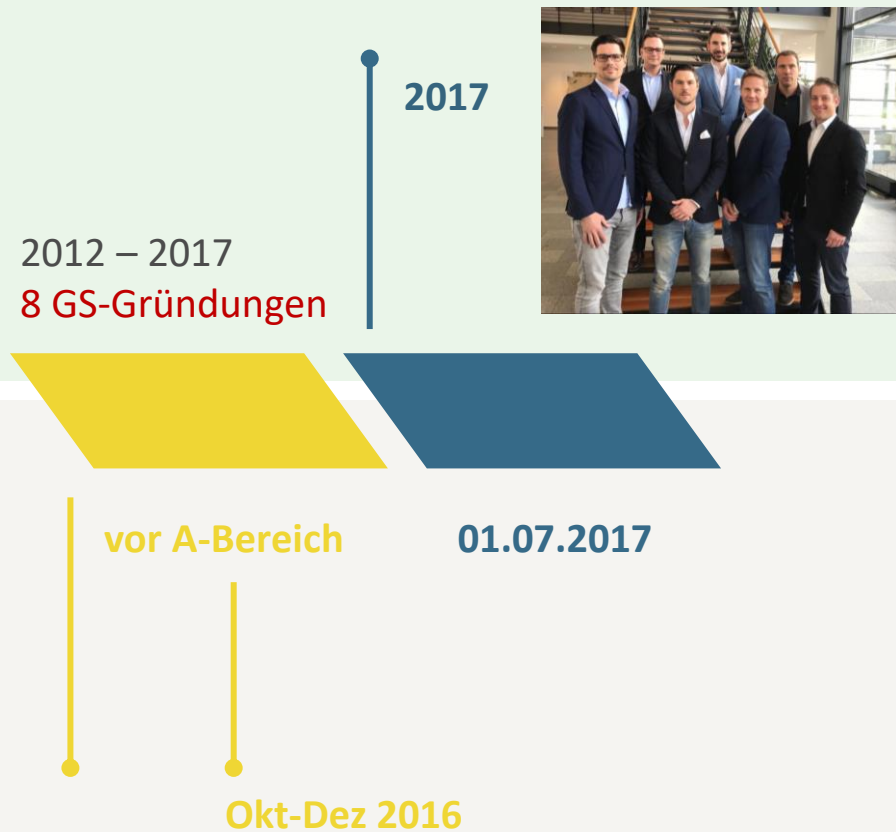 2017
2012 – 2017
8 GS-Gründungen
vor A-Bereich
01.07.2017
Okt-Dez 2016